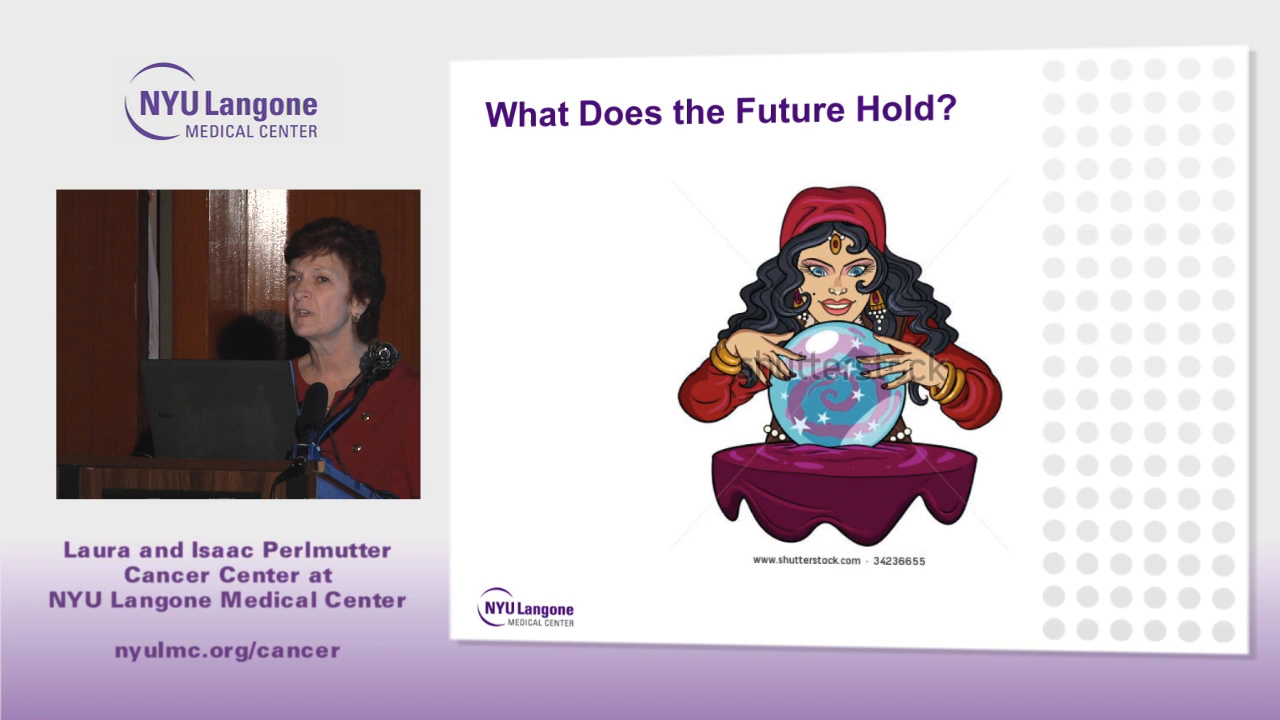 NYU Langone
MEDICAL CENTER
What Does the Future Hold?
shutterstock
www.shutterstock.com · 34236655
NYU Langone
MEDICAL CENTER
Laura and Isaac Perlmutter
Cancer Center at
NYU Langone Medical Center
nyulmc.org/cancer